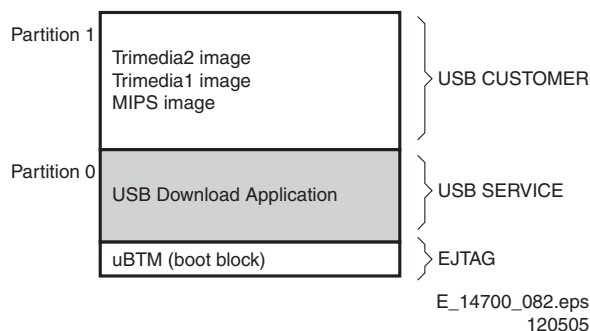 Partition 1
Trimedia2 image
Trimedia1 image
MIPS image
USB CUSTOMER
Partition 0
USB Download Application
USB SERVICE
uBTM (boot block)
EJTAG
E_14700_082.eps
120505